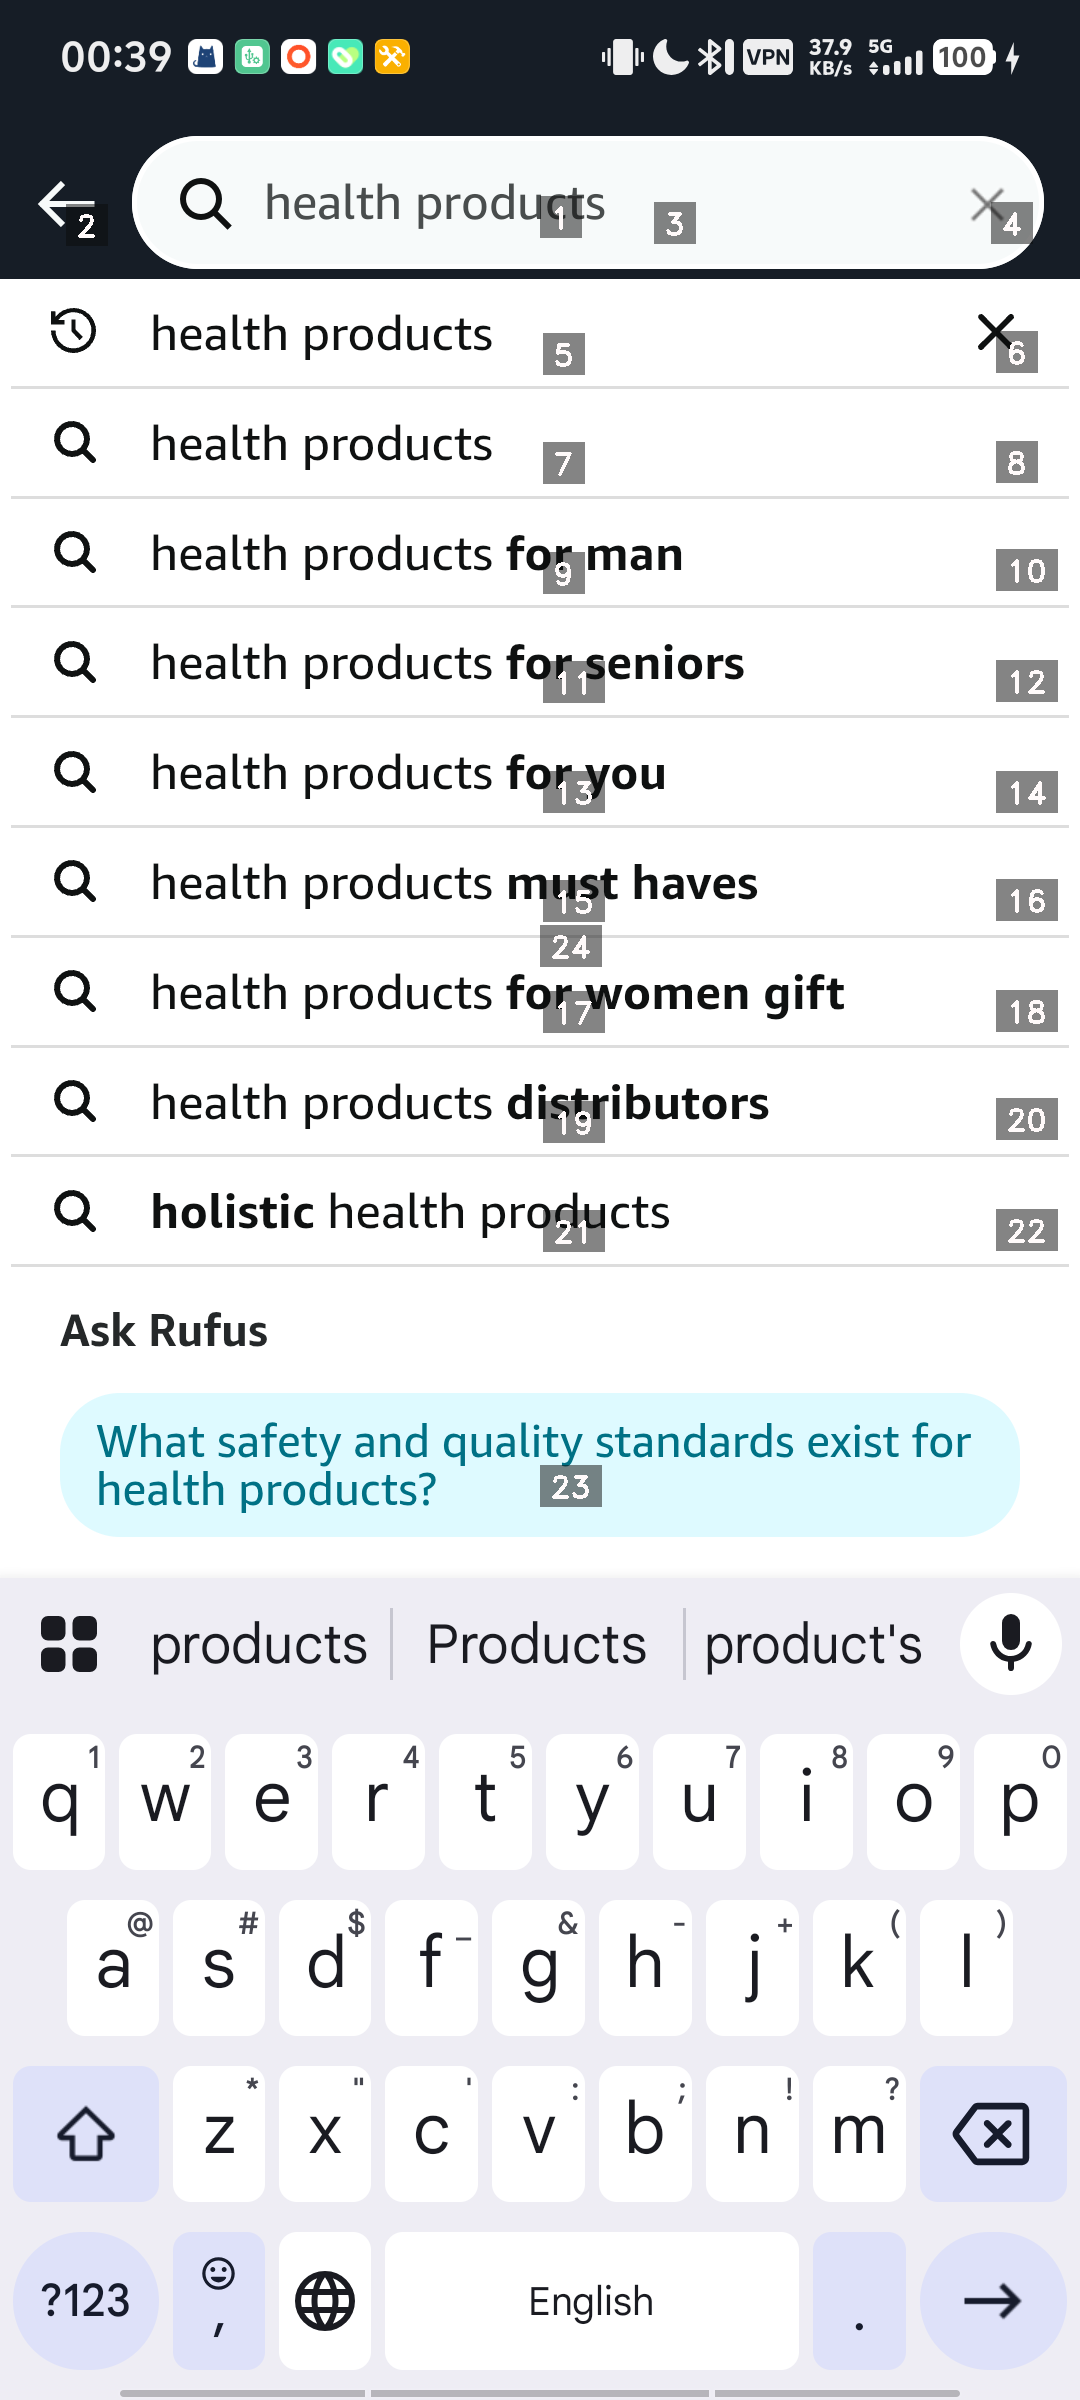 00:39
VPN
37.9 KB/s
5G
100
health products
1
2
3
4
health products
5
6
health products
7
8
health products for man
9
10
health products for seniors
11
12
health products for you
13
14
health products must haves
15
16
24
health products for women gift
17
18
health products distributors
19
20
holistic health products
21
22
Ask Rufus
What safety and quality standards exist for
health products?
23
products Products product's
1 2 3 4 5 6 7 8 9 0
q w e r t y u i o p
@ # $ _ & - + ( )
a s d f g h j k l
* " ' : ; ! ?
z x c v b n m
?123 , English .